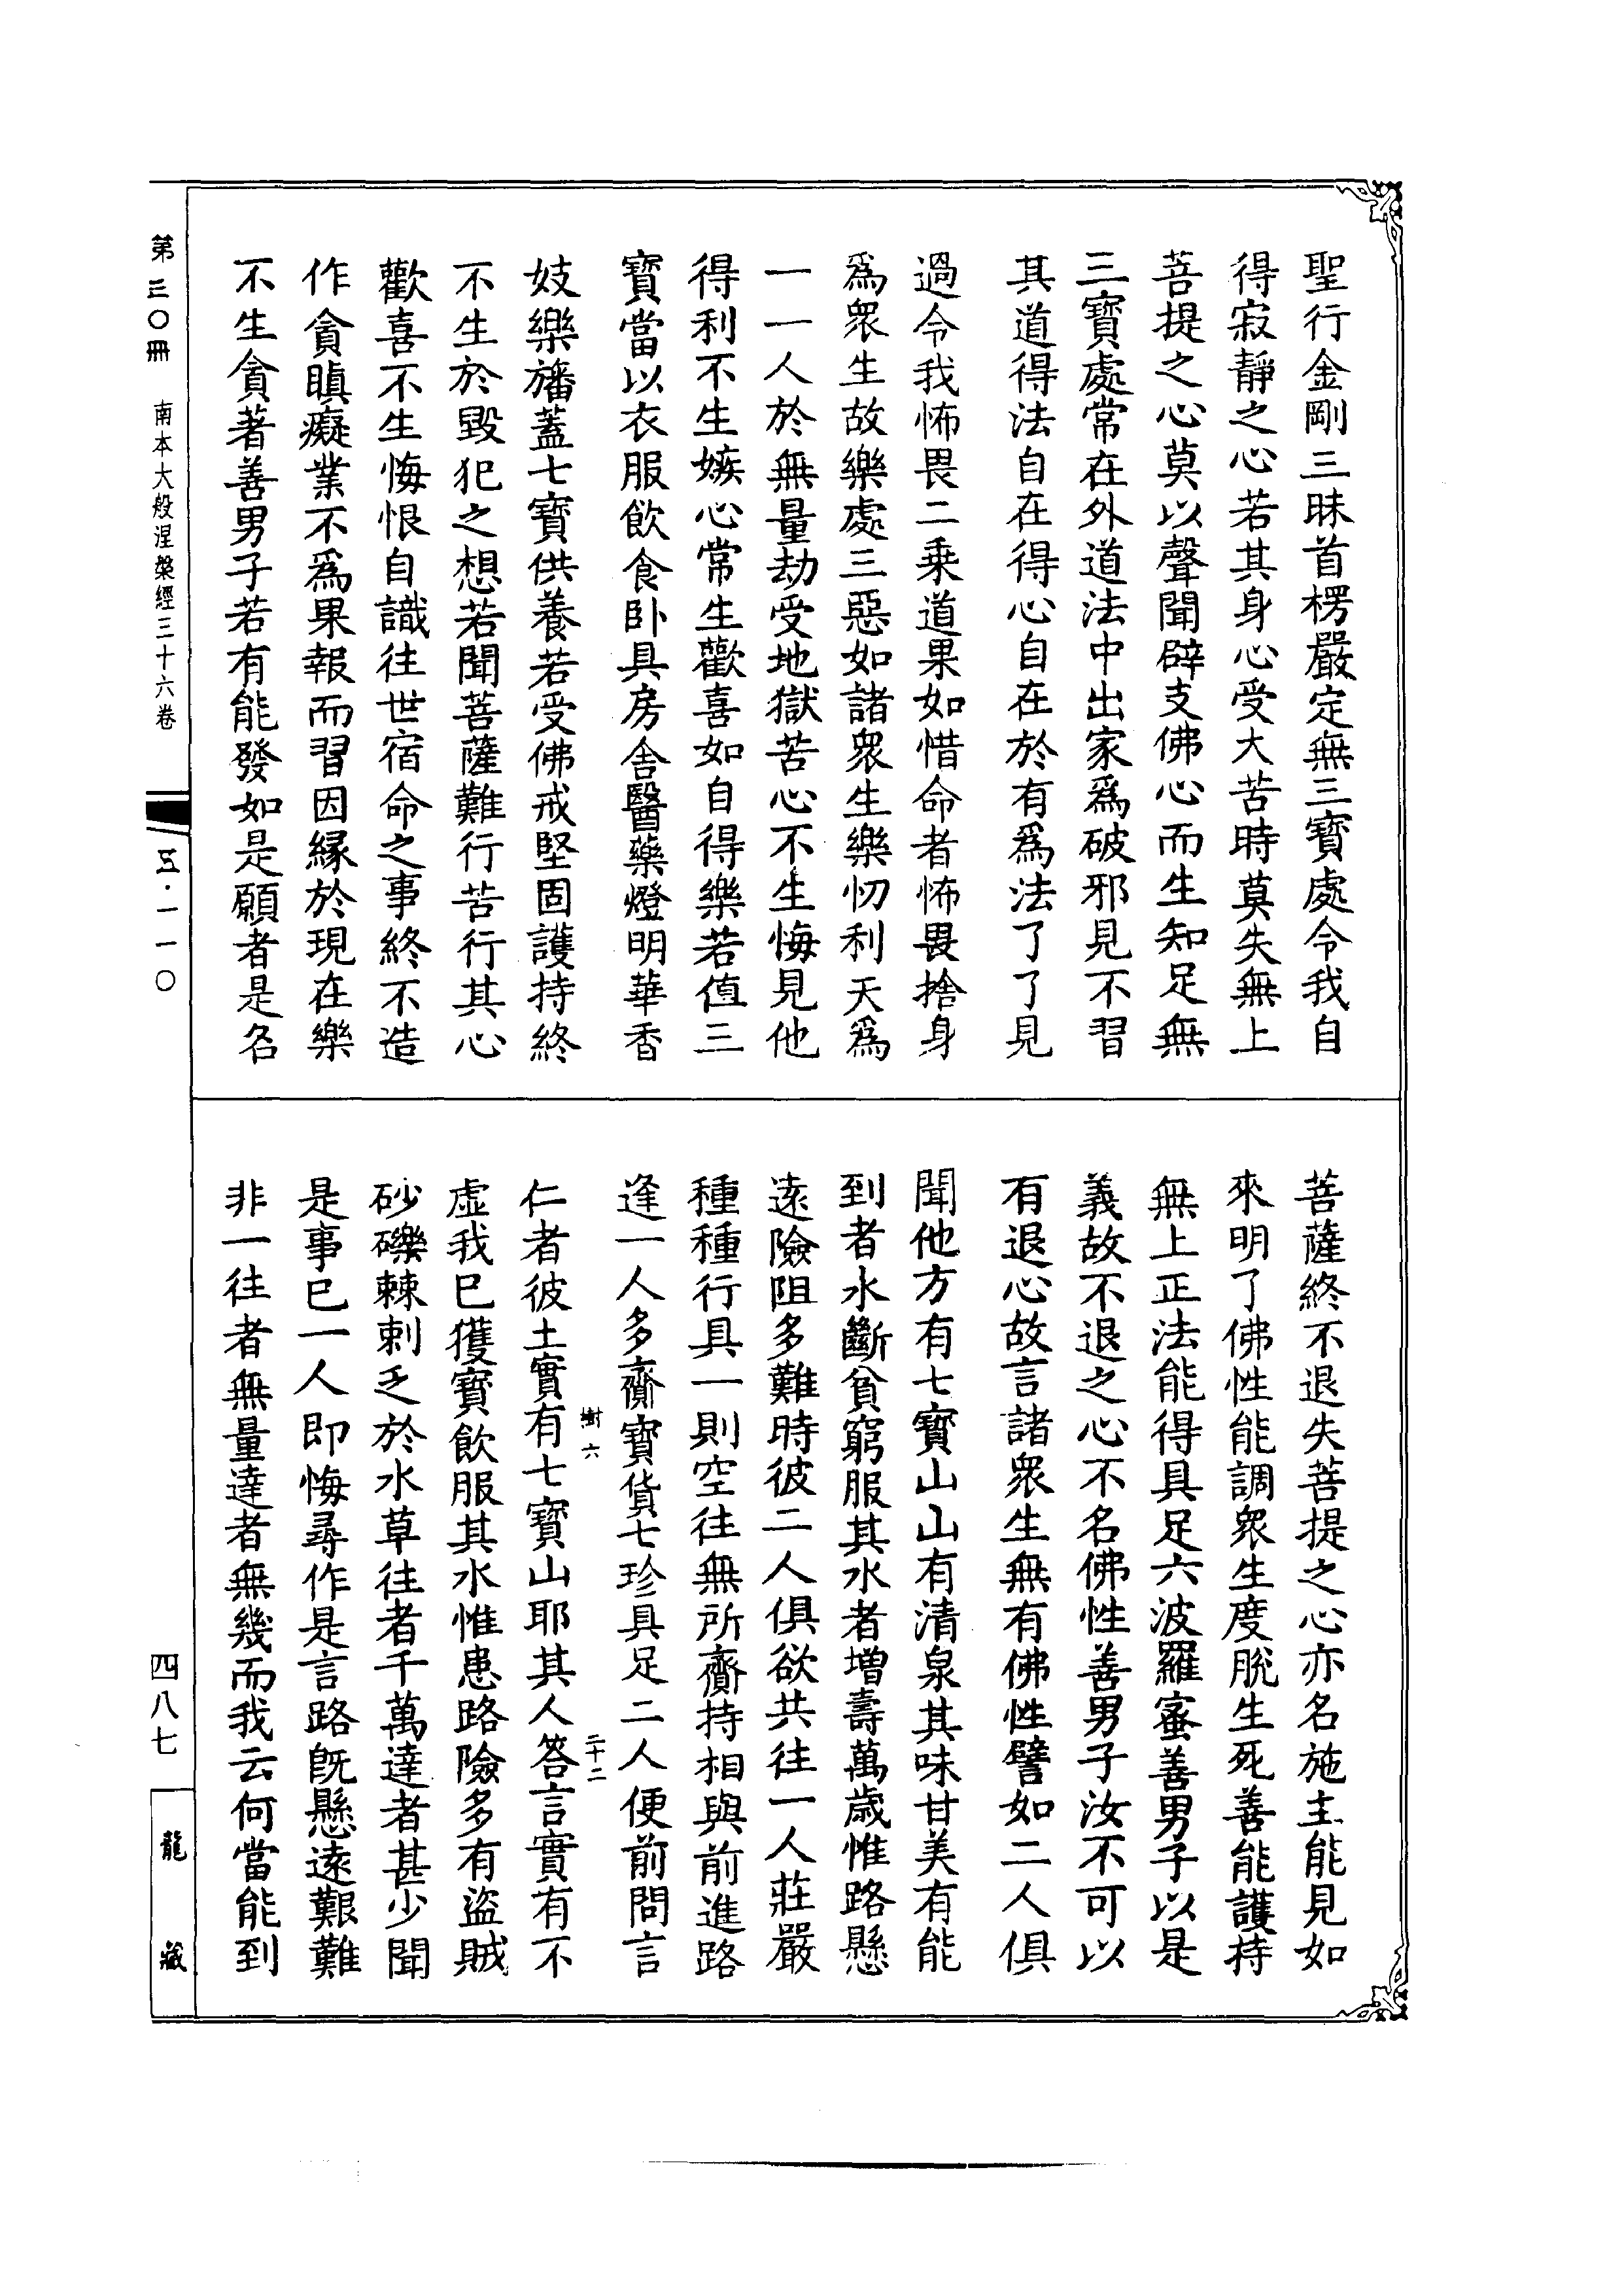 聖行金剛三昧首楞嚴定無三寶處令我自
得寂靜之心若其身心受大苦時莫失無上
菩提之心莫以聲聞辟支佛心而生知足無
三寶處常在外道法中出家為破邪見不習
其道得法自在得心自在於有為法了了見
過令我怖畏二乘道果如惜命者怖畏捨身
為眾生故樂處三惡如諸眾生樂忉利天為
一一人於無量劫受地獄苦心不生悔見他
得利不生嫉心常生歡喜如自得樂若值三
寶當以衣服飲食卧具房舍醫藥燈明華香
妓樂旛蓋七寶供養若受佛戒堅固護持終
不生於毀犯之想若聞菩薩難行苦行其心
歡喜不生悔恨自識往世宿命之事終不造
作貪瞋癡業不為果報而習因緣於現在樂
不生貪著善男子若有能發如是願者是名
菩薩終不退失菩提之心亦名施主能見如
來明了佛性能調眾生度脫生死善能護持
無上正法能得具足六波羅蜜善男子以是
義故不退之心不名佛性善男子汝不可以
有退心故言諸眾生無有佛性譬如二人俱
聞他方有七寶山山有清泉其味甘美有能
到者永斷貧窮服其水者增壽萬歲惟路懸
遠險阻多難時彼二人俱欲共往一人莊嚴
種種行具一則空往無所齎持相與前進路
逢一人多齎寶貨七珍具足二人便前問言
樹六
二十二
仁者彼土實有七寶山耶其人答言實有不
虛我已獲寶飲服其水惟患路險多有盜賊
砂礫棘刺乏於水草往者千萬達者甚少聞
是事已一人即悔尋作是言路既懸遠艱難
非一往者無量達者無幾而我云何當能到
第三〇冊
南本大般涅槃經三十六卷
五·一一〇
四八七
龍藏